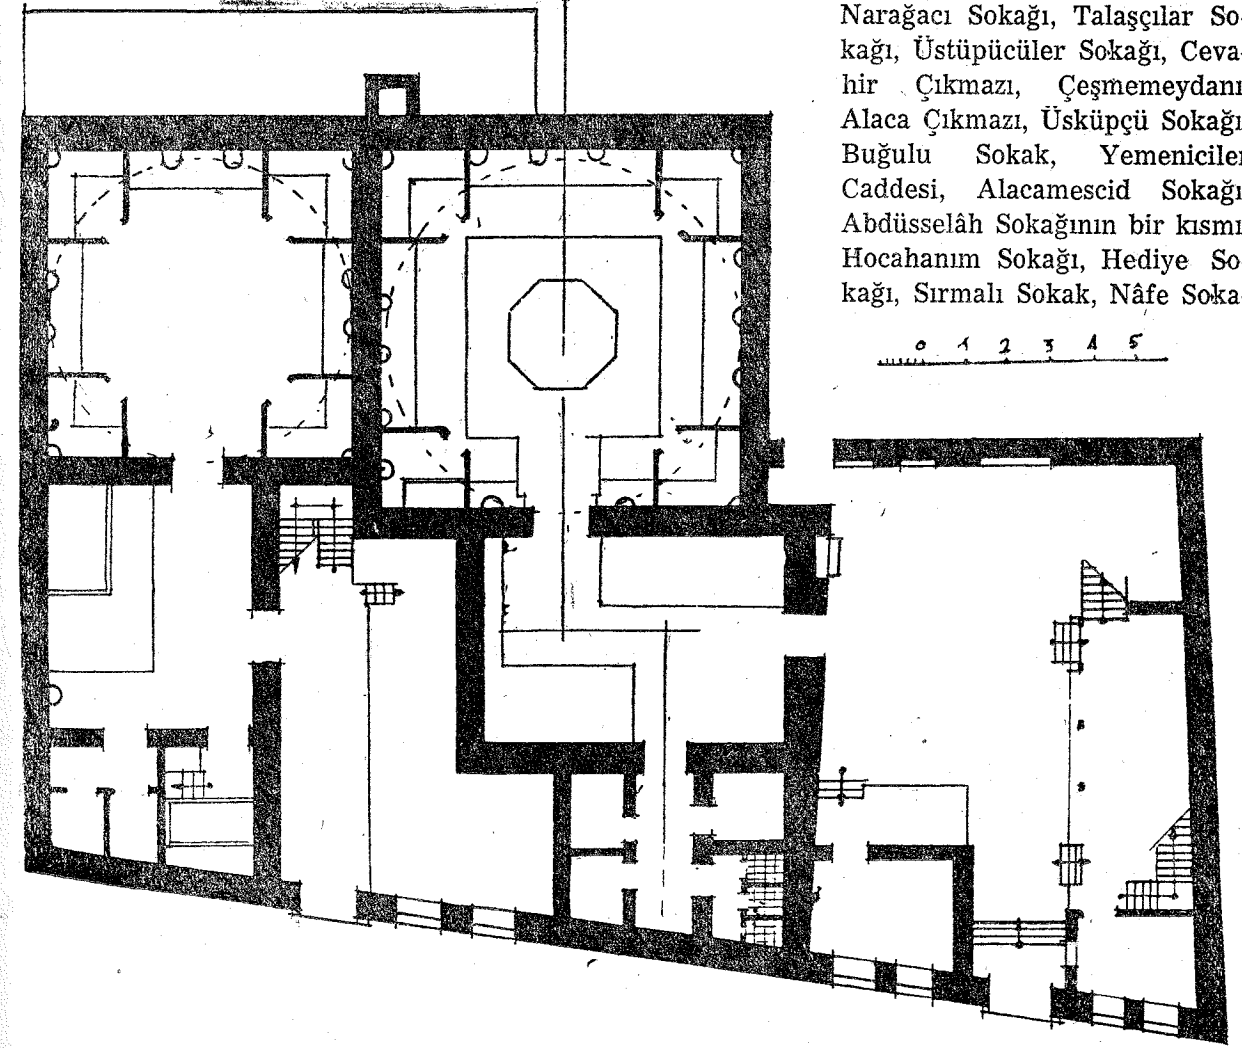 Narağacı Sokağı, Talaşçılar So-
kağı, Üstüpücüler Sokağı, Ceva-
hir Çıkmazı, Çeşmemeydanı
Alaca Çıkmazı, Üsküpçü Sokağı
Buğulu Sokak, Yemeniciler
Caddesi, Alacamescid Sokağı
Abdüsselâh Sokağının bir kısmı
Hocahanım Sokağı, Hediye So-
kağı, Sırmalı Sokak, Nâfe Soka-
0 1 2 3 4 5